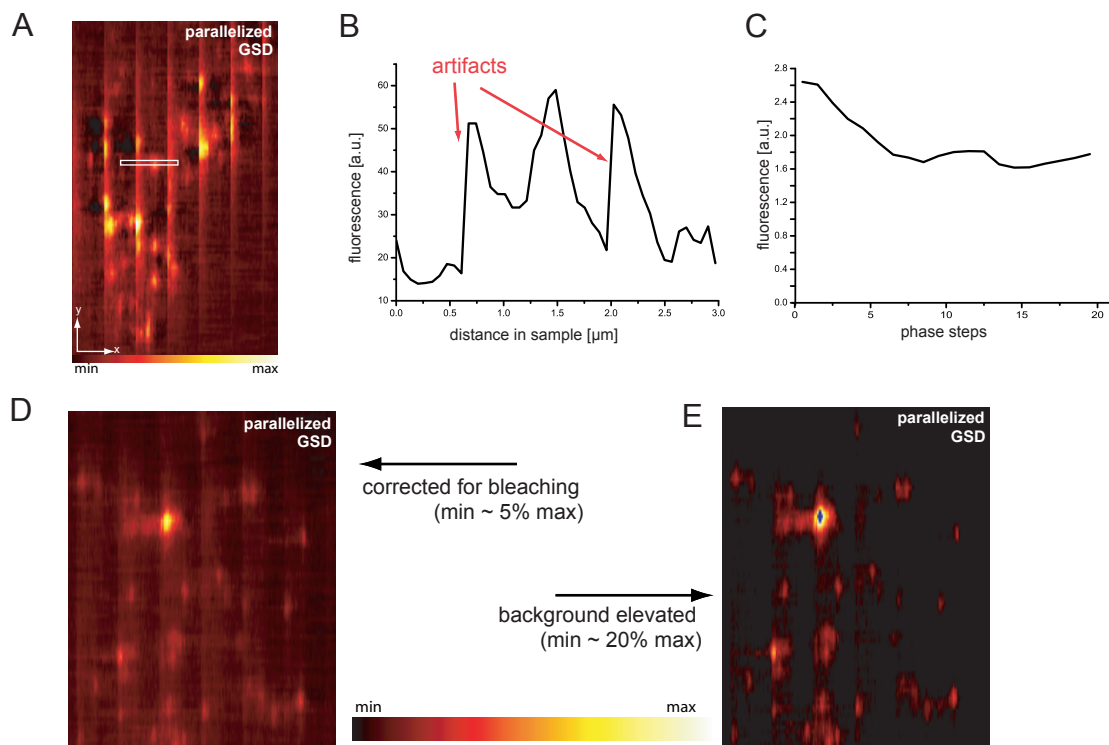 A
parallelized
GSD
y
x
min max
B
artifacts
fluorescence [a.u.]
60
50
40
30
20
10
0.0 0.5 1.0 1.5 2.0 2.5 3.0
distance in sample [µm]
C
fluorescence [a.u.]
2.8
2.4
2.0
1.6
1.2
0.8
0.4
0.0
0 5 10 15 20
phase steps
D
parallelized
GSD
corrected for bleaching
(min ~ 5% max)
background elevated
(min ~ 20% max)
min max
E
parallelized
GSD